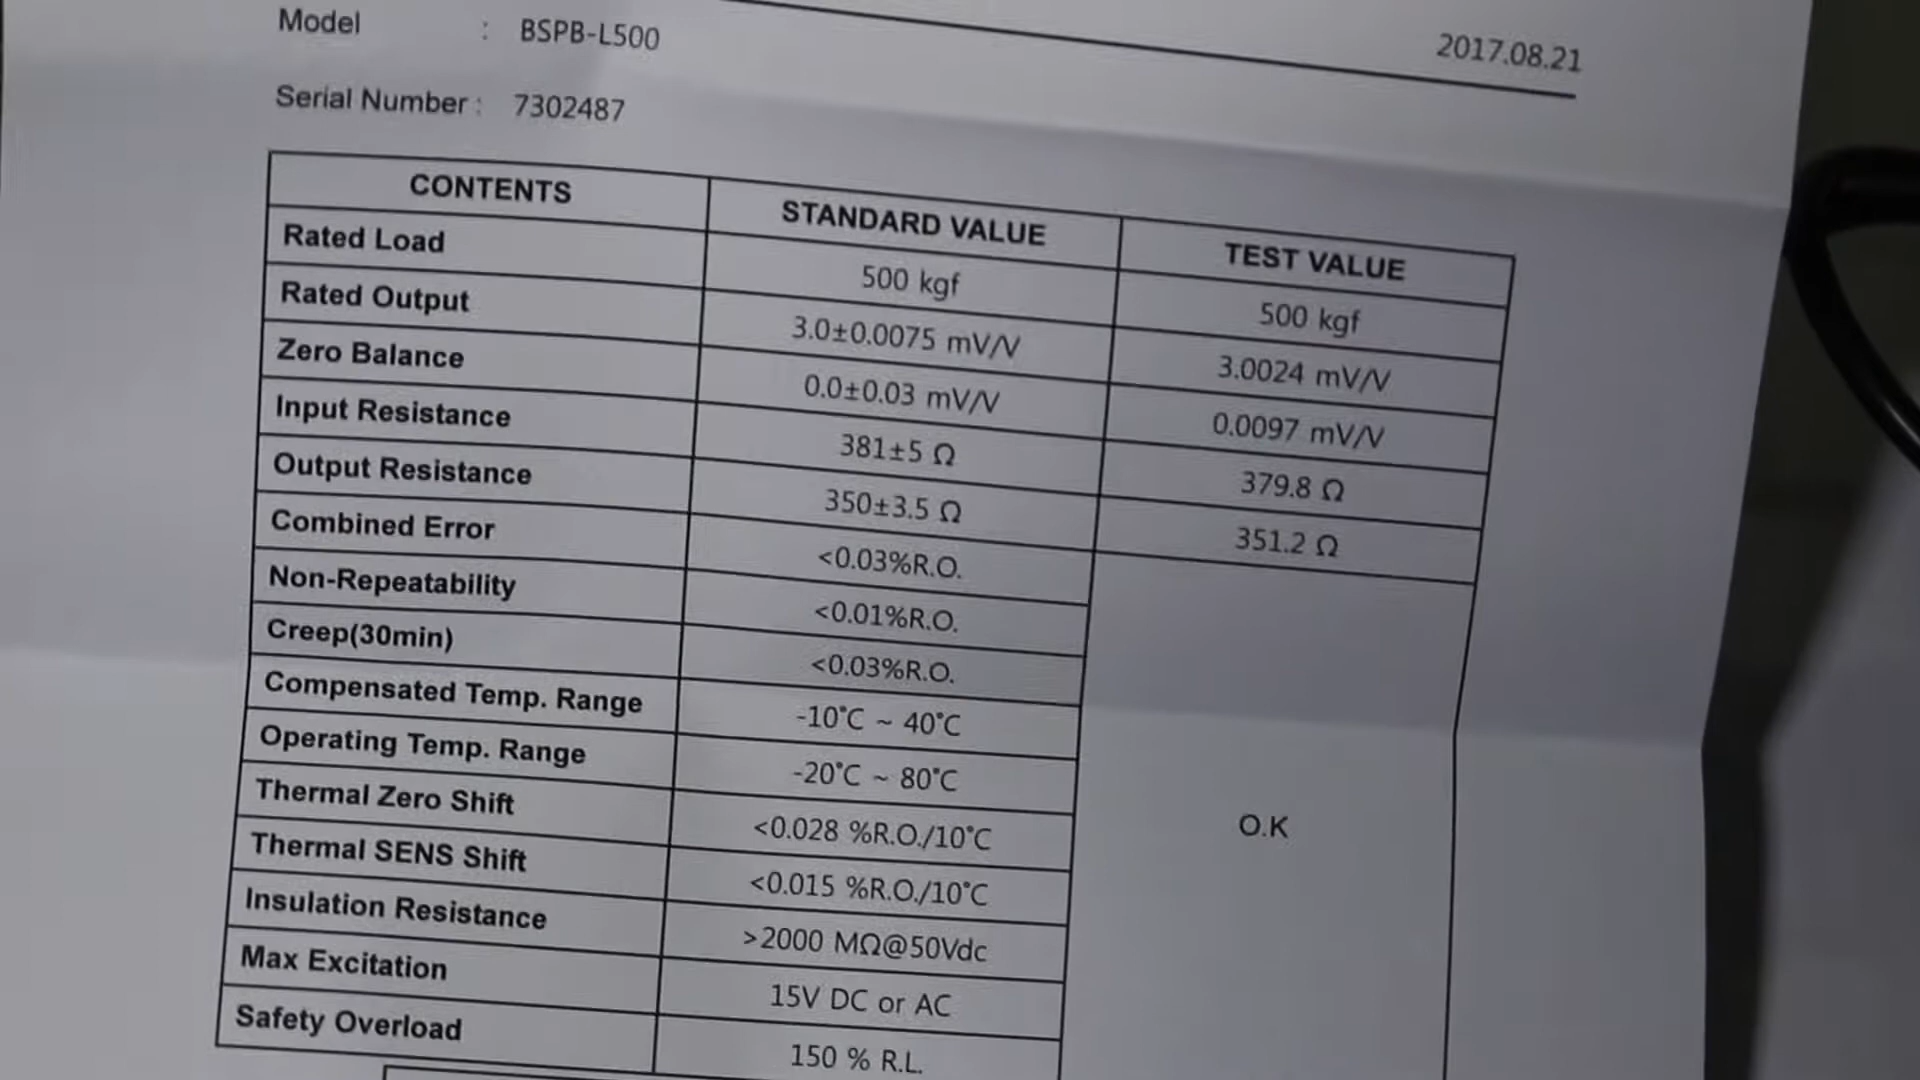 Model : BSPB-L500
2017.08.21
Serial Number : 7302487
CONTENTS STANDARD VALUE TEST VALUE
Rated Load 500 kgf 500 kgf
Rated Output 3.0±0.0075 mV/V 3.0024 mV/V
Zero Balance 0.0±0.03 mV/V 0.0097 mV/V
Input Resistance 381±5 Ω 379.8 Ω
Output Resistance 350±3.5 Ω 351.2 Ω
Combined Error <0.03%R.O.
Non-Repeatability <0.01%R.O.
Creep(30min) <0.03%R.O.
Compensated Temp. Range -10°C ~ 40°C
Operating Temp. Range -20°C ~ 80°C
Thermal Zero Shift <0.028 %R.O./10°C O.K
Thermal SENS Shift <0.015 %R.O./10°C
Insulation Resistance >2000 MΩ@50Vdc
Max Excitation 15V DC or AC
Safety Overload 150 % R.L.